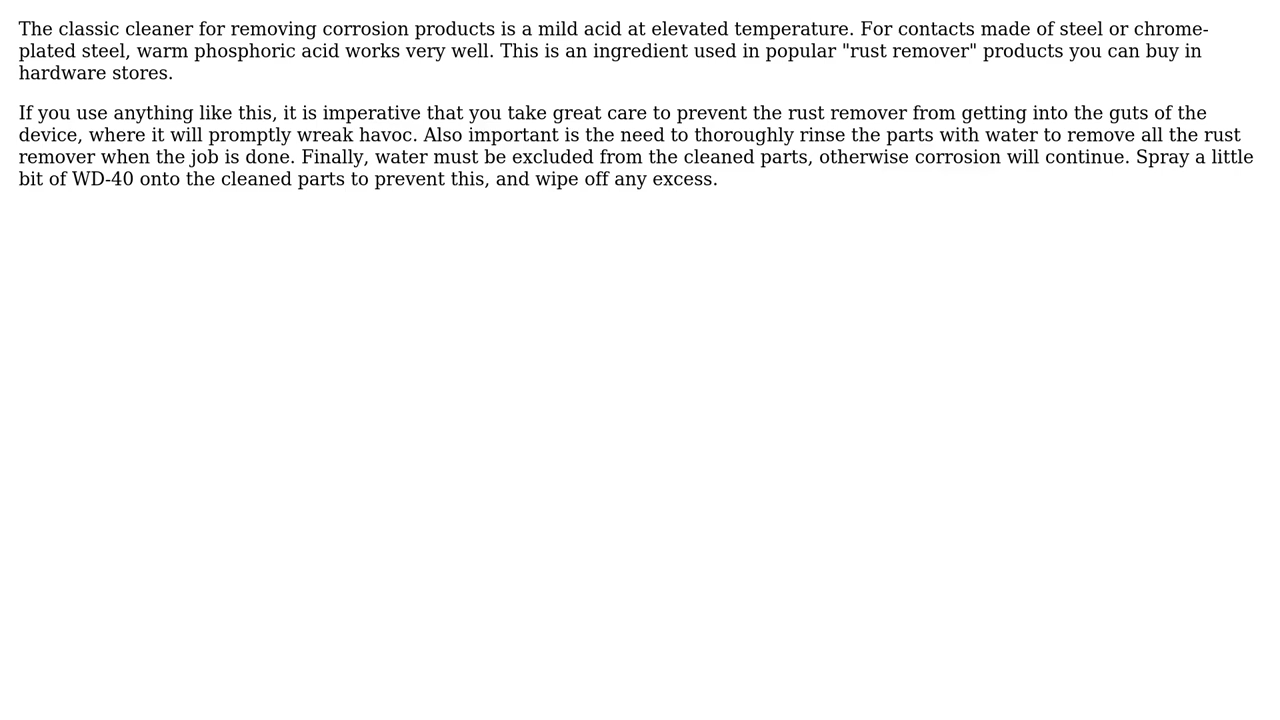 The classic cleaner for removing corrosion products is a mild acid at elevated temperature. For contacts made of steel or chrome-
plated steel, warm phosphoric acid works very well. This is an ingredient used in popular "rust remover" products you can buy in
hardware stores.
If you use anything like this, it is imperative that you take great care to prevent the rust remover from getting into the guts of the
device, where it will promptly wreak havoc. Also important is the need to thoroughly rinse the parts with water to remove all the rust
remover when the job is done. Finally, water must be excluded from the cleaned parts, otherwise corrosion will continue. Spray a little
bit of WD-40 onto the cleaned parts to prevent this, and wipe off any excess.